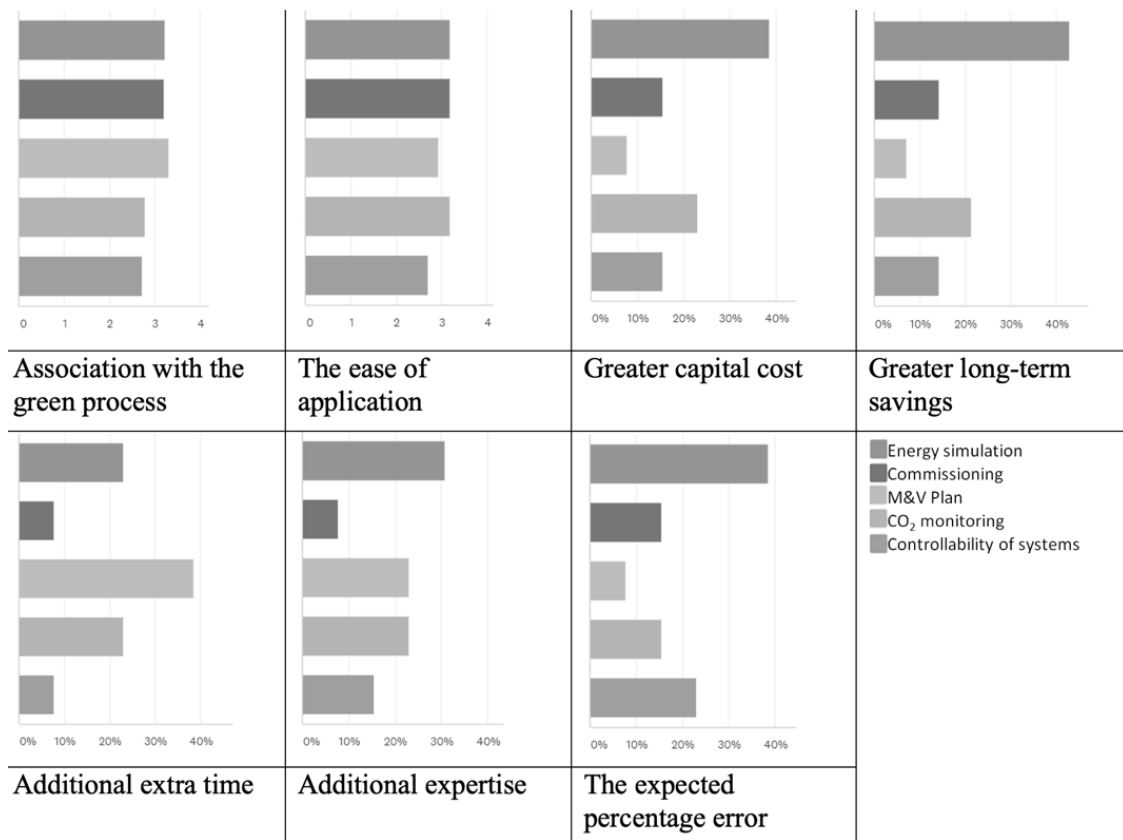 0 1 2 3 4
0 1 2 3 4
0% 10% 20% 30% 40%
0% 10% 20% 30% 40%
Association with the
green process
The ease of
application
Greater capital cost
Greater long-term
savings
0% 10% 20% 30% 40%
0% 10% 20% 30% 40%
0% 10% 20% 30% 40%
Energy simulation
Commissioning
M&V Plan
CO₂ monitoring
Controllability of systems
Additional extra time
Additional expertise
The expected
percentage error